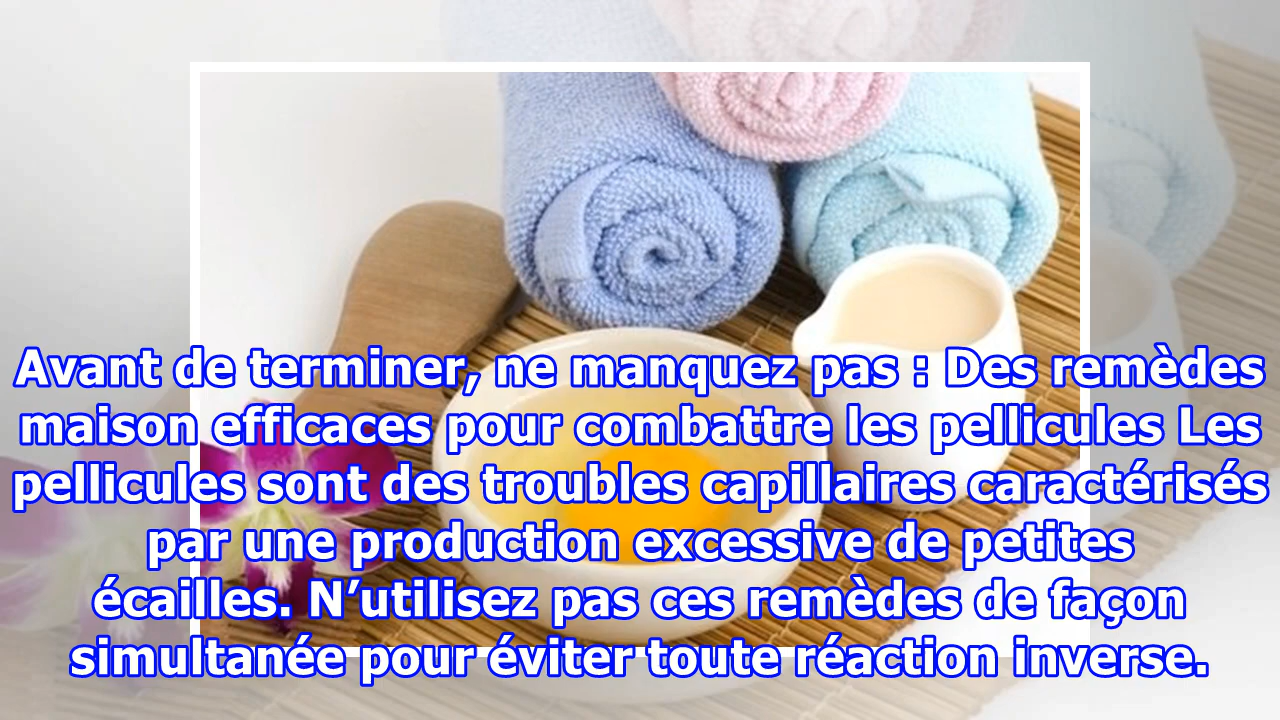 Avant de terminer, ne manquez pas : Des remèdes
maison efficaces pour combattre les pellicules Les
pellicules sont des troubles capillaires caractérisés
par une production excessive de petites
écailles. N’utilisez pas ces remèdes de façon
simultanée pour éviter toute réaction inverse.